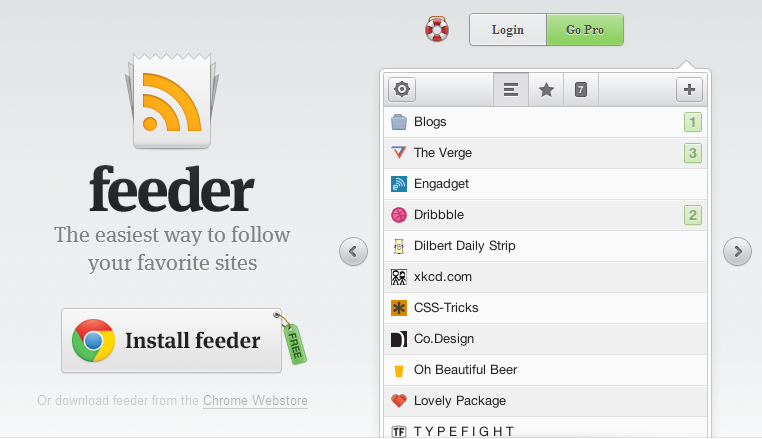 Login
Go Pro
7
feeder
The easiest way to follow
your favorite sites
Install feeder
FREE
Or download feeder from the Chrome Webstore
Blogs 1
The Verge 3
Engadget
Dribbble 2
Dilbert Daily Strip
xkcd.com
CSS-Tricks
Co.Design
Oh Beautiful Beer
Lovely Package
TF TYPEFIGHT